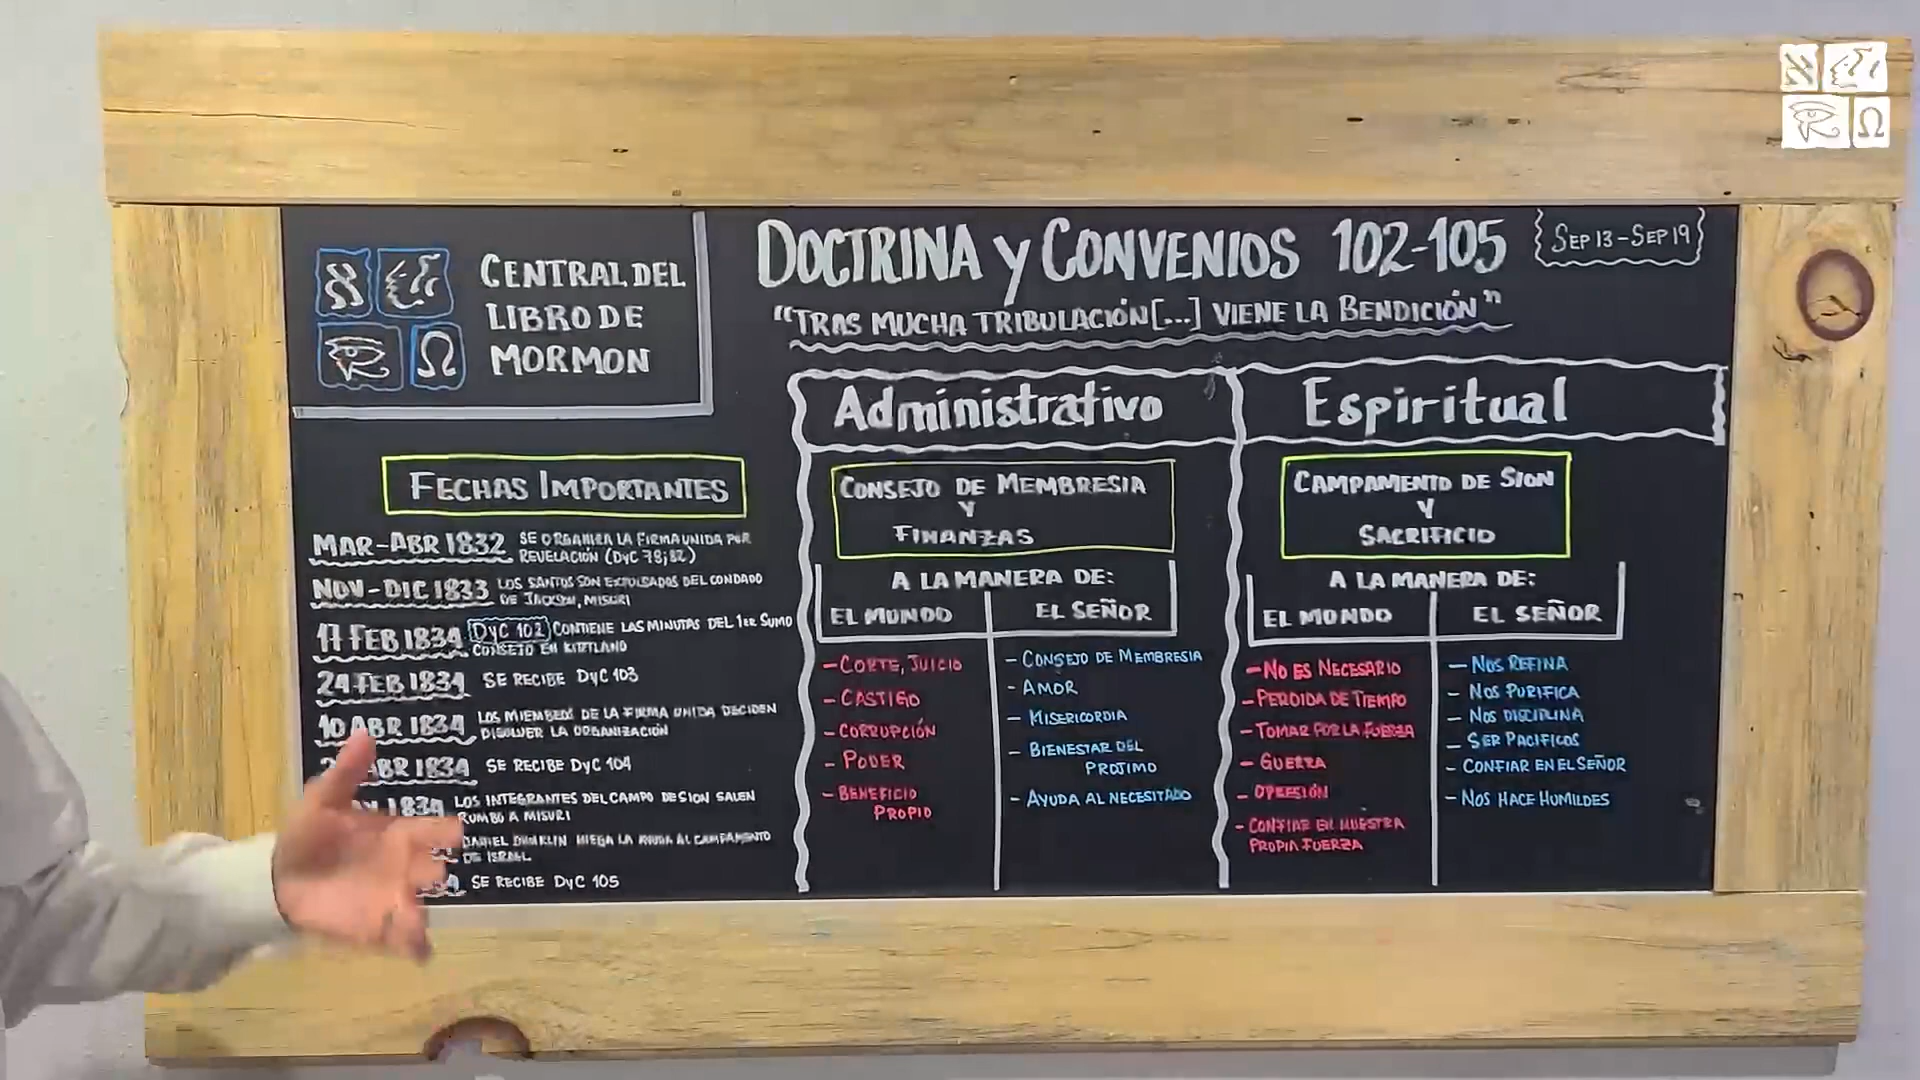 CENTRAL DEL
LIBRO DE
MORMON
DOCTRINA Y CONVENIOS 102-105
SEP 13-SEP 19
"TRAS MUCHA TRIBULACIÓN [...] VIENE LA BENDICIÓN"
FECHAS IMPORTANTES
MAR-ABR 1832 SE ORGANIZA LA FIRMA UNIDA POR
REVELACIÓN (DyC 78;82)
NOV-DIC 1833 LOS SANTOS SON EXPULSADOS DEL CONDADO
DE JACKSON, MISURI
17 FEB 1834 DyC 102 CONTIENE LAS MINUTAS DEL 1ER SUMO
CONSEJO EN KIRTLAND
24 FEB 1834 SE RECIBE DyC 103
10 ABR 1834 LOS MIEMBROS DE LA FIRMA UNIDA DECIDEN
DISOLVER LA ORGANIZACIÓN
ABR 1834 SE RECIBE DyC 104
1834 LOS INTEGRANTES DEL CAMPO DE SION SALEN
RUMBO A MISURI
DANIEL DUNKLIN NIEGA LA AYUDA AL CAMPAMENTO
DE ISRAEL
SE RECIBE DyC 105
Administrativo
CONSEJO DE MEMBRESIA
Y
FINANZAS
A LA MANERA DE:
EL MUNDO
EL SEÑOR
- CORTE, JUICIO
- CASTIGO
- CORRUPCIÓN
- PODER
- BENEFICIO
PROPIO
- CONSEJO DE MEMBRESIA
- AMOR
- MISERICORDIA
- BIENESTAR DEL
PROJIMO
- AYUDA AL NECESITADO
Espiritual
CAMPAMENTO DE SION
Y
SACRIFICIO
A LA MANERA DE:
EL MUNDO
EL SEÑOR
- NO ES NECESARIO
- PERDIDA DE TIEMPO
- TOMAR POR LA FUERZA
- GUERRA
- OPRESIÓN
- CONFIAR EN NUESTRA
PROPIA FUERZA
- NOS REFINA
- NOS PURIFICA
- NOS DISCIPLINA
- SER PACIFICOS
- CONFIAR EN EL SEÑOR
- NOS HACE HUMILDES